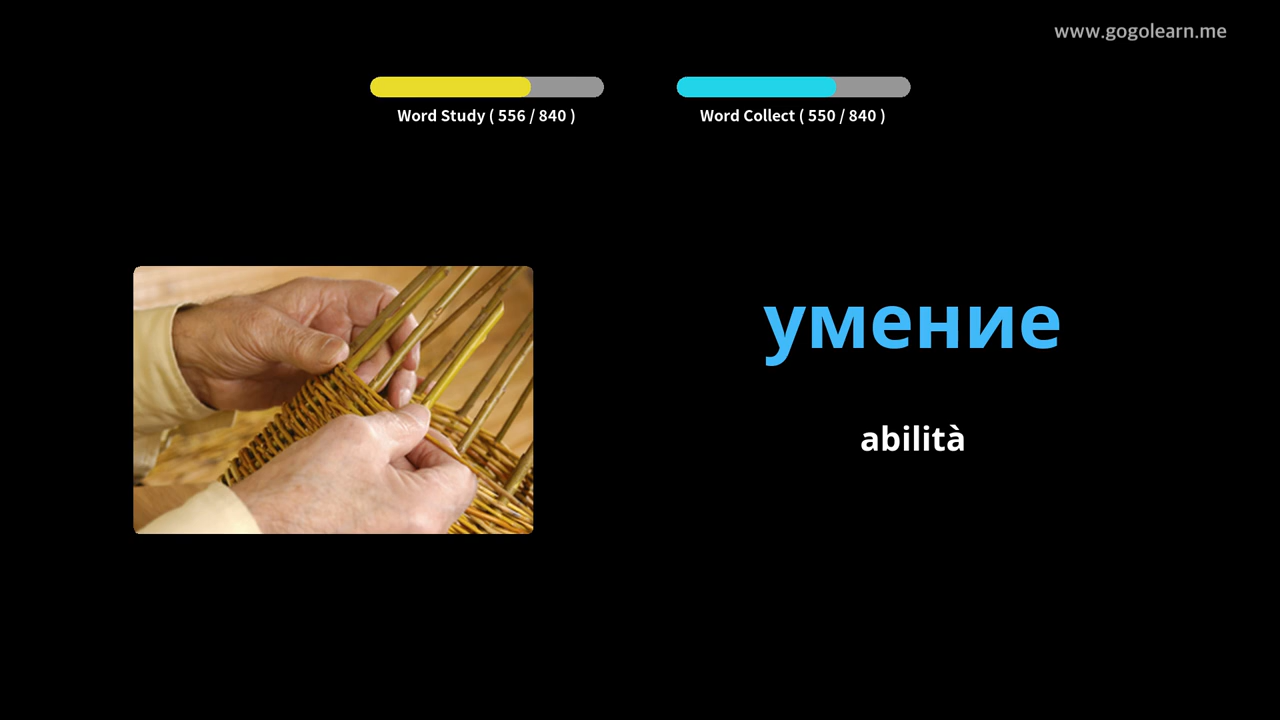 www.gogolearn.me
Word Study ( 556 / 840 )
Word Collect ( 550 / 840 )
умение
abilità